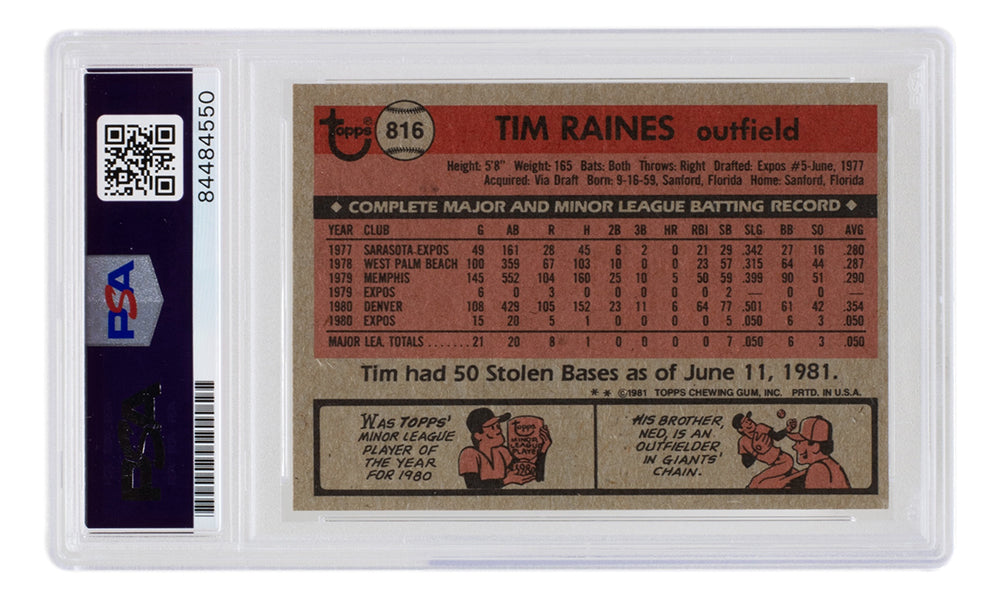 84484550
PSA
PSA
Topps® 816 TIM RAINES outfield
Height: 5'8" Weight: 165 Bats: Both Throws: Right Drafted: Expos #5-June, 1977
Acquired: Via Draft Born: 9-16-59, Sanford, Florida Home: Sanford, Florida
◆ COMPLETE MAJOR AND MINOR LEAGUE BATTING RECORD ◆
YEAR CLUB G AB R H 2B 3B HR RBI SB SLG BB SO AVG
1977 SARASOTA.EXPOS 49 161 28 45 6 2 0 21 29 .342 27 16 .280
1978 WEST PALM BEACH 100 359 67 103 10 0 0 23 57 .315 64 44 .287
1979 MEMPHIS 145 552 104 160 25 10 5 50 59 .399 90 51 .290
1979 EXPOS 6 0 3 0 0 0 0 0 2 — 0 0 —
1980 DENVER 108 429 105 152 23 11 6 64 77 .501 61 42 .354
1980 EXPOS 15 20 5 1 0 0 0 0 5 .050 6 3 .050
MAJOR LEA. TOTALS ....... 21 20 8 1 0 0 0 0 7 .050 6 3 .050
Tim had 50 Stolen Bases as of June 11, 1981.
* * ©1981 TOPPS CHEWING GUM, INC. PRTD. IN U.S.A.
WAS TOPPS'
MINOR LEAGUE
PLAYER OF
THE YEAR
FOR 1980
Topps
MINOR
LEAGUE
PLAYER
1980
HIS BROTHER,
NED, IS AN
OUTFIELDER
IN GIANTS'
CHAIN.